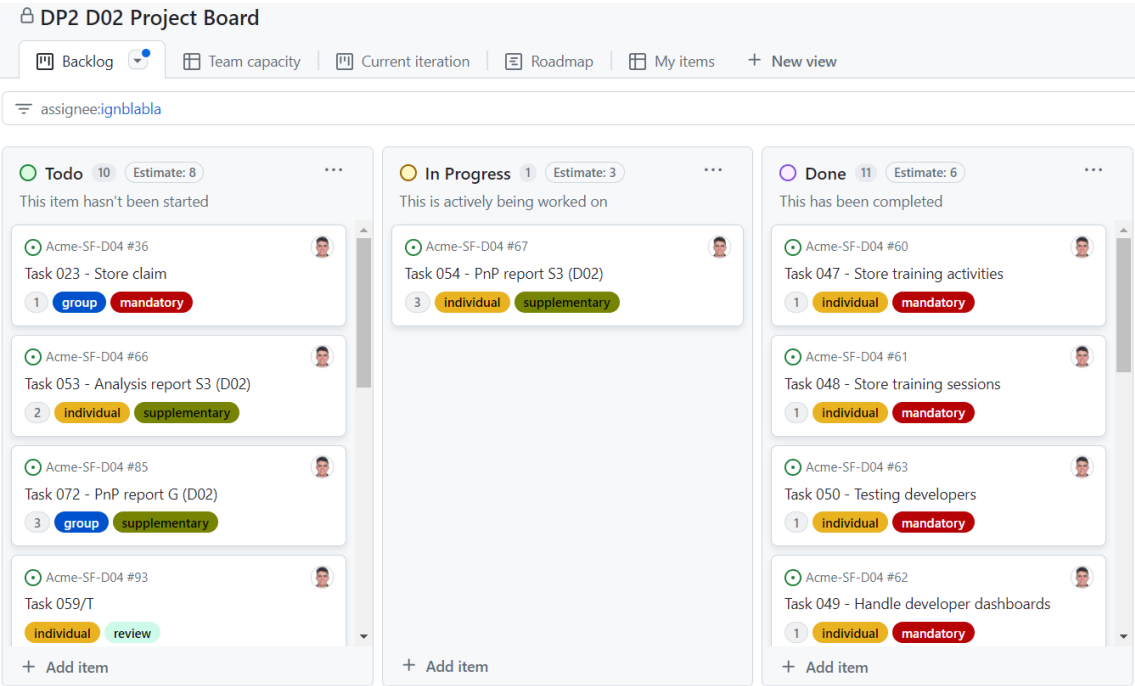 DP2 D02 Project Board
Backlog
Team capacity
Current iteration
Roadmap
My items
+ New view
assignee:ignblabla
Todo 10 Estimate: 8 ...
This item hasn't been started
Acme-SF-D04 #36
Task 023 - Store claim
1 group mandatory
Acme-SF-D04 #66
Task 053 - Analysis report S3 (D02)
2 individual supplementary
Acme-SF-D04 #85
Task 072 - PnP report G (D02)
3 group supplementary
Acme-SF-D04 #93
Task 059/T
individual review
+ Add item
In Progress 1 Estimate: 3 ...
This is actively being worked on
Acme-SF-D04 #67
Task 054 - PnP report S3 (D02)
3 individual supplementary
+ Add item
Done 11 Estimate: 6 ...
This has been completed
Acme-SF-D04 #60
Task 047 - Store training activities
1 individual mandatory
Acme-SF-D04 #61
Task 048 - Store training sessions
1 individual mandatory
Acme-SF-D04 #63
Task 050 - Testing developers
1 individual mandatory
Acme-SF-D04 #62
Task 049 - Handle developer dashboards
1 individual mandatory
+ Add item